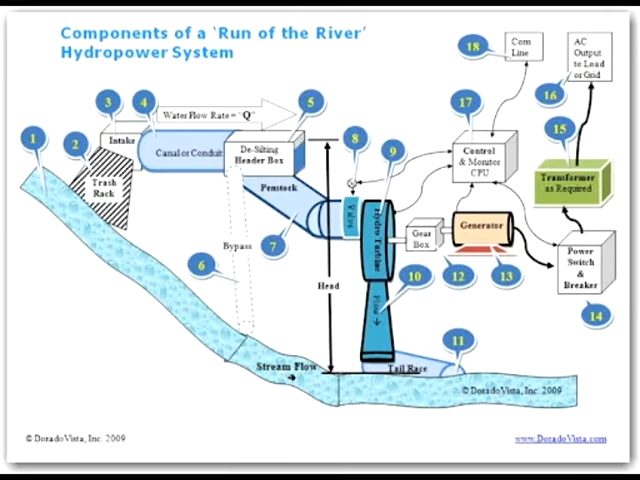 Components of a ‘Run of the River’
Hydropower System
18
Com
Line
AC
Output
to Load
or Grid
16
3
4
Water Flow Rate = "Q"
5
17
1
2
Intake
8
15
Canal or Conduit
De-Silting
Header Box
9
Control
& Monitor
CPU
Trash
Rack
Penstock
Transformer
as Required
Valve
Hydro Turbine
7
Gear
Box
Generator
Bypass
6
Power
Switch
&
Breaker
10
12
13
Head
Flow →
14
11
Stream Flow
→
Tail Race
© DoradoVista, Inc. 2009
© DoradoVista, Inc. 2009
www.DoradoVista.com